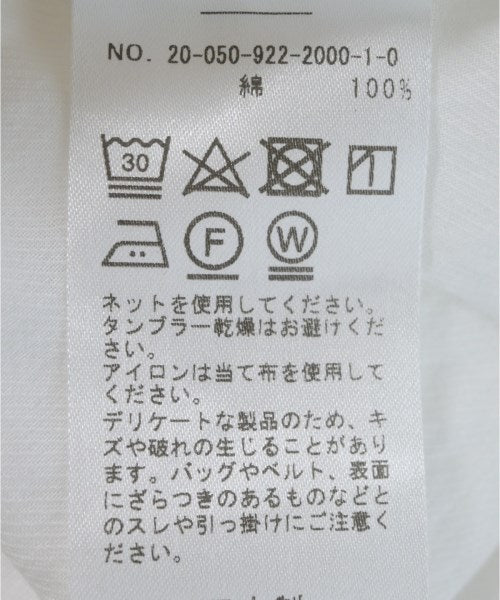 NO. 20-050-922-2000-1-0
綿 100%
30
F W
ネットを使用してください。
タンブラー乾燥はお避けくだ
さい。
アイロンは当て布を使用して
ください。
デリケートな製品のため、キ
ズや破れの生じることがあり
ます。バッグやベルト、表面
にざらつきのあるものなどと
のスレや引っ掛けにご注意く
ださい。